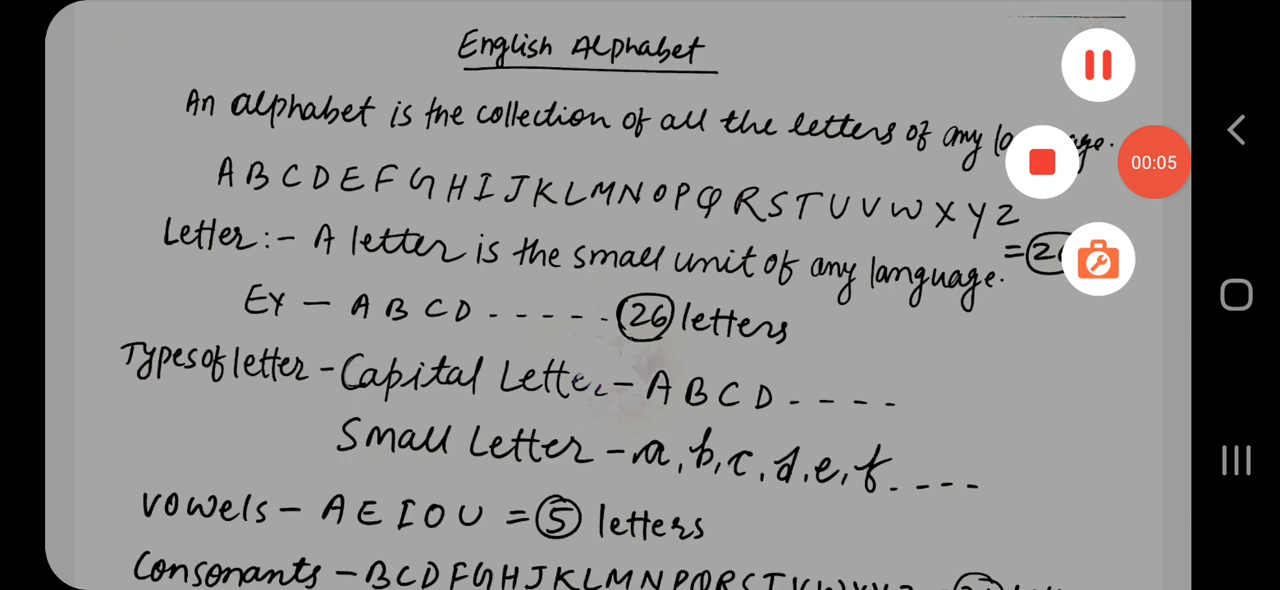 English Alphabet
An alphabet is the collection of all the letters of any
A B C D E F G H I J K L M N O P Q R S T U V W X Y Z
Letter :- A letter is the small unit of any language. =
Ex - A B C D - - - - - 26 letters
Types of letter - Capital Letter - A B C D - - - -
Small Letter - a, b, c, d, e, f - - - -
Vowels - A E I O U = 5 letters
Consonants - B C D F G H J K L M N P Q R S T V W X Y Z
00:05